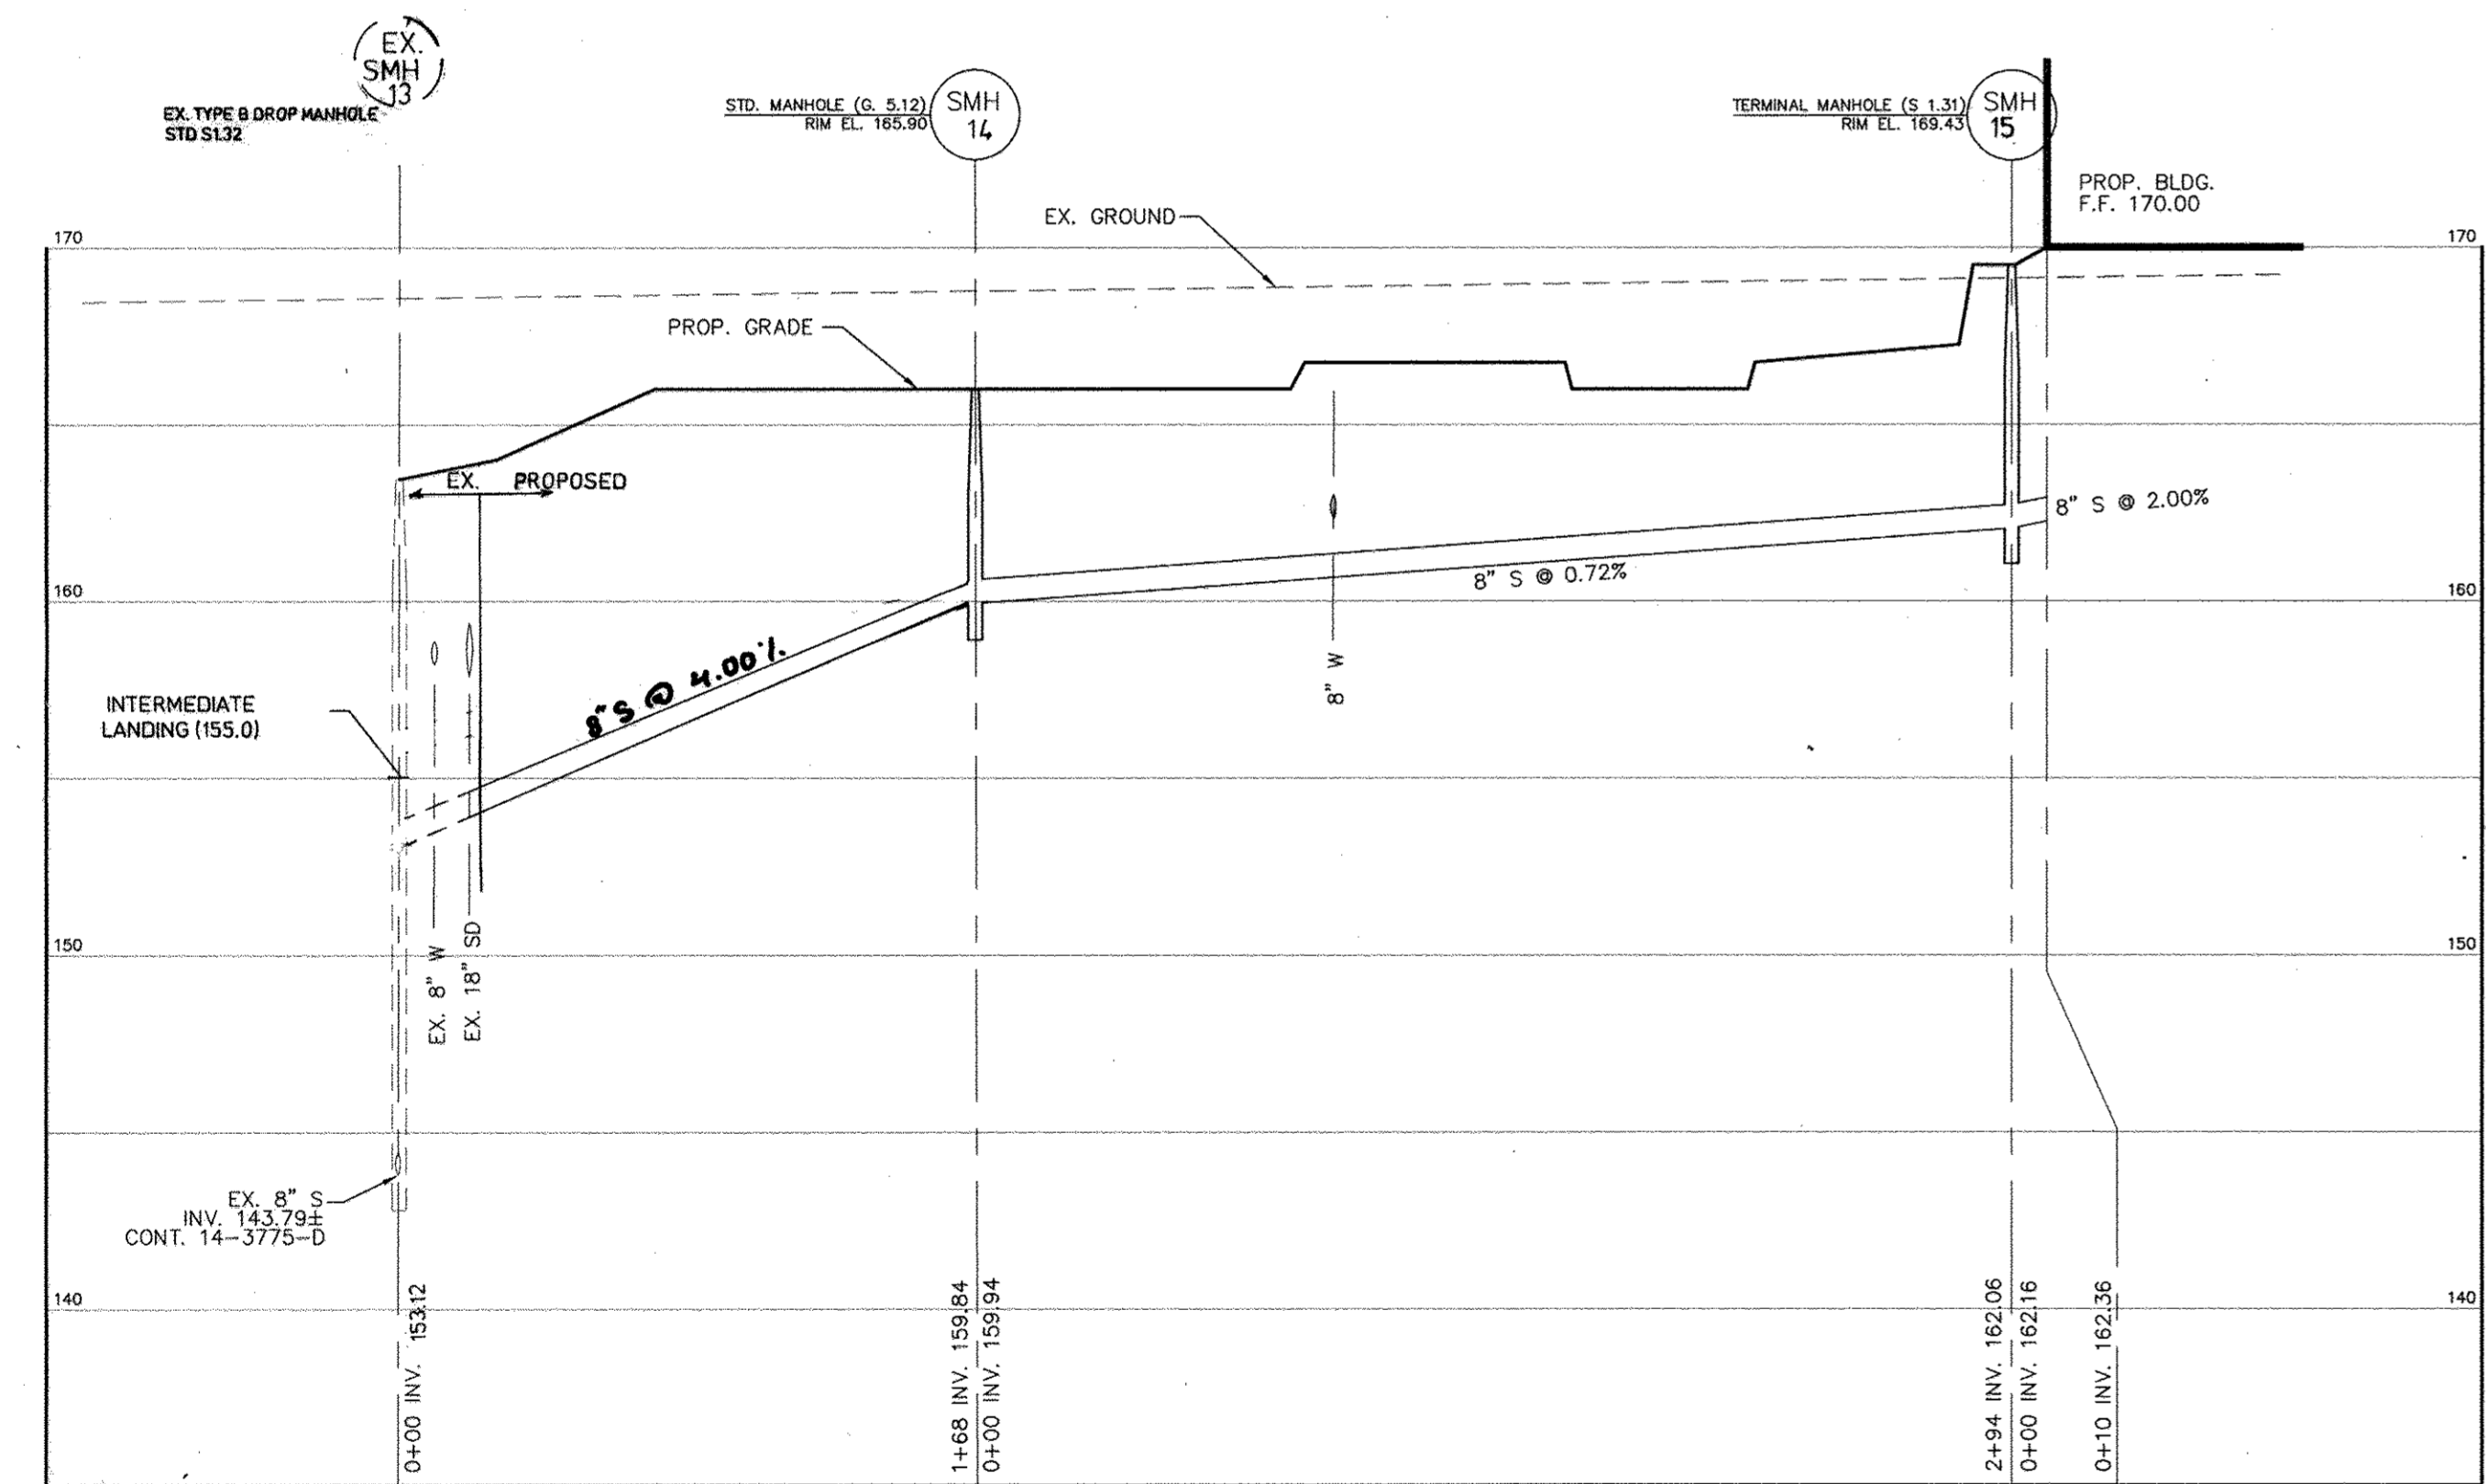 EX.
SMH
13
EX. TYPE B DROP MANHOLE
STD S1.32
STD. MANHOLE (G. 5.12)
RIM EL. 165.90
SMH
14
TERMINAL MANHOLE (S 1.31)
RIM EL. 169.43
SMH
15
PROP. BLDG.
F.F. 170.00
EX. GROUND
170
170
PROP. GRADE
EX.
PROPOSED
8" S @ 2.00%
8" S @ 0.72%
160
160
8" S @ 4.00%
8" W
INTERMEDIATE
LANDING (155.0)
150
150
EX. 8" W
EX. 18" SD
EX. 8" S
INV. 143.79±
CONT. 14-3775-D
140
140
0+00 INV. 153.12
1+68 INV. 159.84
0+00 INV. 159.94
2+94 INV. 162.06
0+00 INV. 162.16
0+10 INV. 162.36